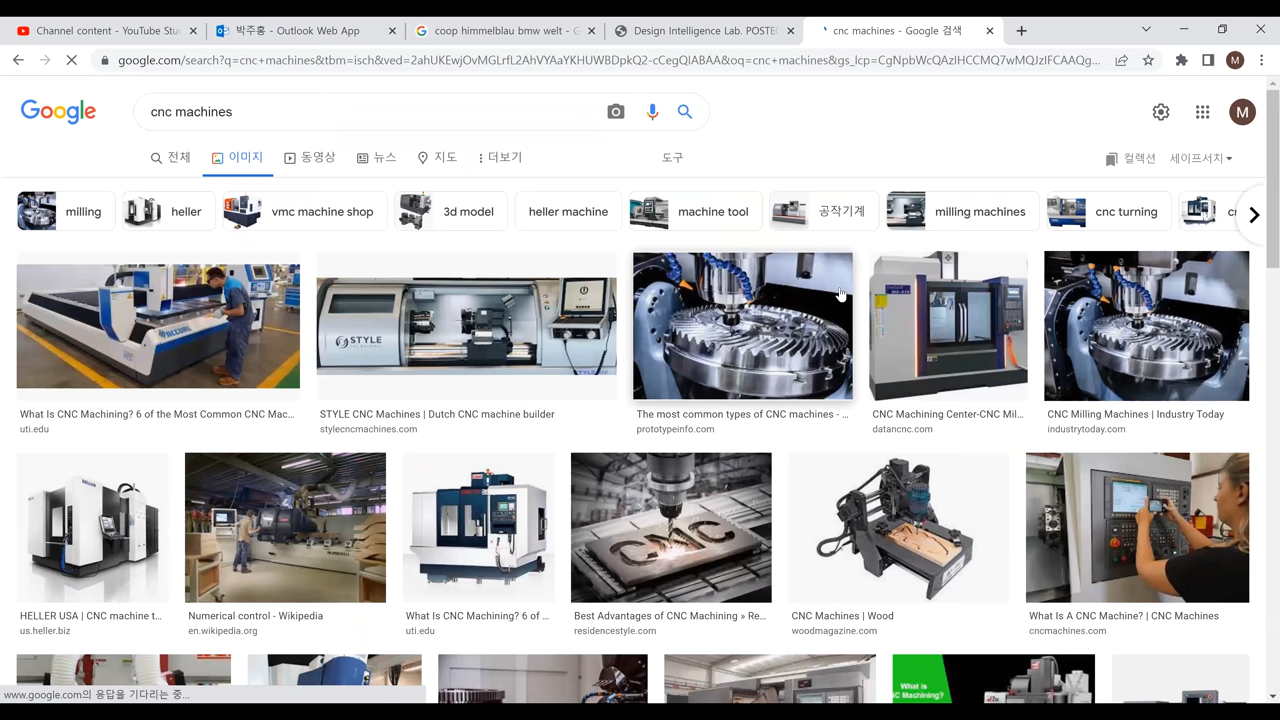 Channel content - YouTube Stu
박주홍 - Outlook Web App
coop himmelblau bmw welt - G
Design Intelligence Lab. POSTEC
cnc machines - Google 검색
google.com/search?q=cnc+machines&tbm=isch&ved=2ahUKEwjOvMGLrfL2AhVYAaYKHUWBDpkQ2-cCegQIABAA&oq=cnc+machines&gs_lcp=CgNpbWcQAzIHCCMQ7wMQJzIFCAAQg...
M
Google
cnc machines
M
전체
이미지
동영상
뉴스
지도
더보기
도구
컬렉션
세이프서치
milling
heller
vmc machine shop
3d model
heller machine
machine tool
공작기계
milling machines
cnc turning
ACCURL
STYLE
What Is CNC Machining? 6 of the Most Common CNC Mac...
STYLE CNC Machines | Dutch CNC machine builder
The most common types of CNC machines - ...
CNC Machining Center-CNC Mil...
CNC Milling Machines | Industry Today
uti.edu
stylecncmachines.com
prototypeinfo.com
datancnc.com
industrytoday.com
CNC
HELLER USA | CNC machine t...
Numerical control - Wikipedia
What Is CNC Machining? 6 of ...
Best Advantages of CNC Machining » Re...
CNC Machines | Wood
What Is A CNC Machine? | CNC Machines
us.heller.biz
en.wikipedia.org
uti.edu
residencestyle.com
woodmagazine.com
cncmachines.com
What is
C Machining?
www.google.com의 응답을 기다리는 중...